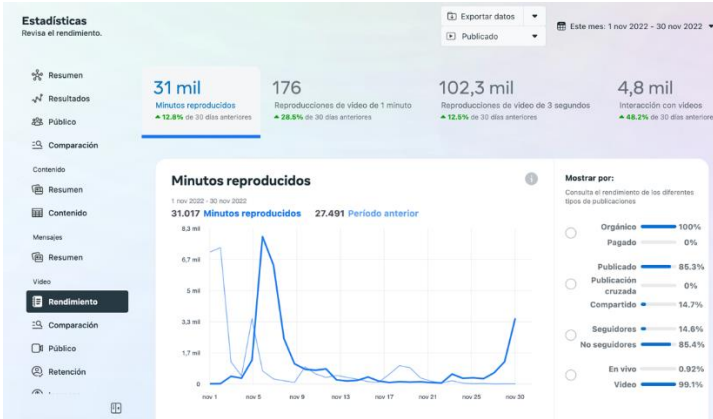 Estadísticas
Revisa el rendimiento.
Exportar datos
Publicado
Este mes: 1 nov 2022 - 30 nov 2022
Resumen
Resultados
Público
Comparación
Contenido
Resumen
Contenido
Mensajes
Resumen
Video
Rendimiento
Comparación
Público
Retención
31 mil
Minutos reproducidos
12.8% de 30 días anteriores
176
Reproducciones de video de 1 minuto
28.5% de 30 días anteriores
102,3 mil
Reproducciones de video de 3 segundos
12.5% de 30 días anteriores
4,8 mil
Interacción con videos
48.2% de 30 días anteriore
Minutos reproducidos
1 nov 2022 - 30 nov 2022
31.017 Minutos reproducidos 27.491 Período anterior
8,3 mil
6,7 mil
5 mil
3,3 mil
1,7 mil
0
nov 1 nov 5 nov 9 nov 13 nov 17 nov 21 nov 25 nov 30
Mostrar por:
Consulta el rendimiento de los diferentes
tipos de publicaciones
Orgánico 100%
Pagado 0%
Publicado 85.3%
Publicación
cruzada 0%
Compartido 14.7%
Seguidores 14.6%
No seguidores 85.4%
En vivo 0.92%
Video 99.1%